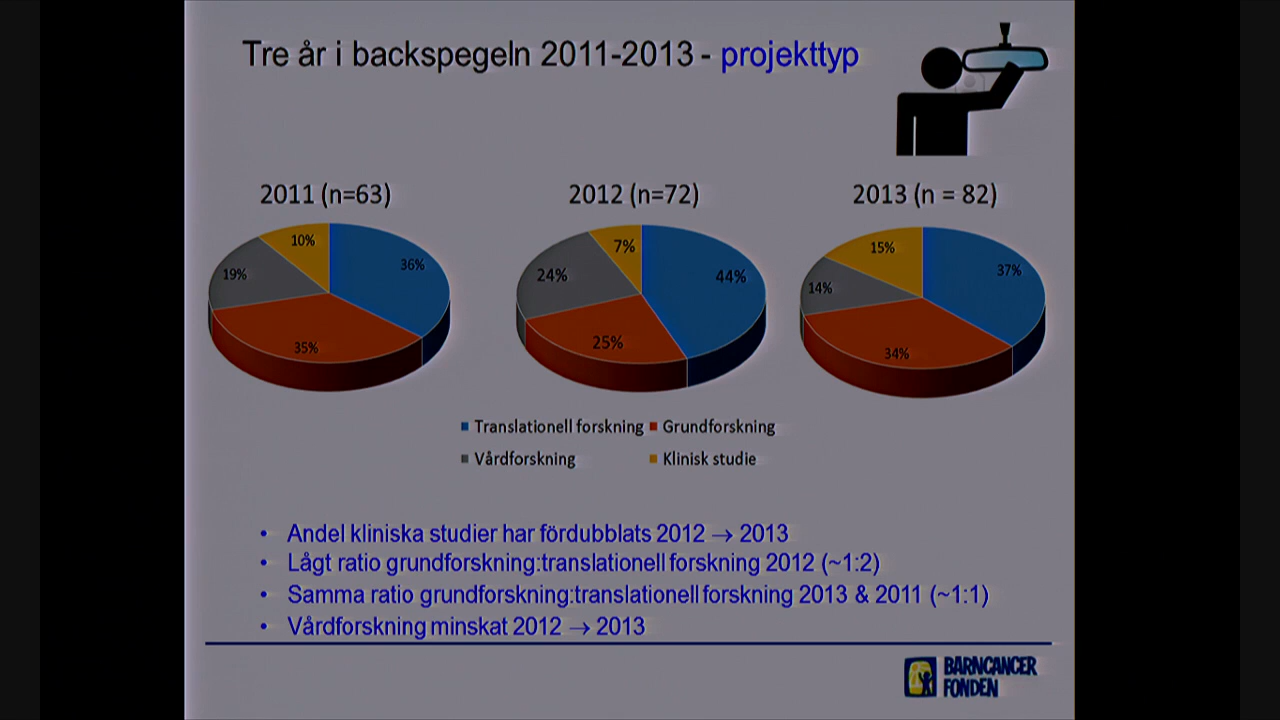 Tre år i backspegeln 2011-2013 - projekttyp
2011 (n=63)
2012 (n=72)
2013 (n = 82)
10%
36%
19%
35%
7%
44%
24%
25%
15%
37%
14%
34%
Translationell forskning
Grundforskning
Vårdforskning
Klinisk studie
• Andel kliniska studier har fördubblats 2012 → 2013
• Lågt ratio grundforskning:translationell forskning 2012 (~1:2)
• Samma ratio grundforskning:translationell forskning 2013 & 2011 (~1:1)
• Vårdforskning minskat 2012 → 2013
BARNCANCER
FONDEN